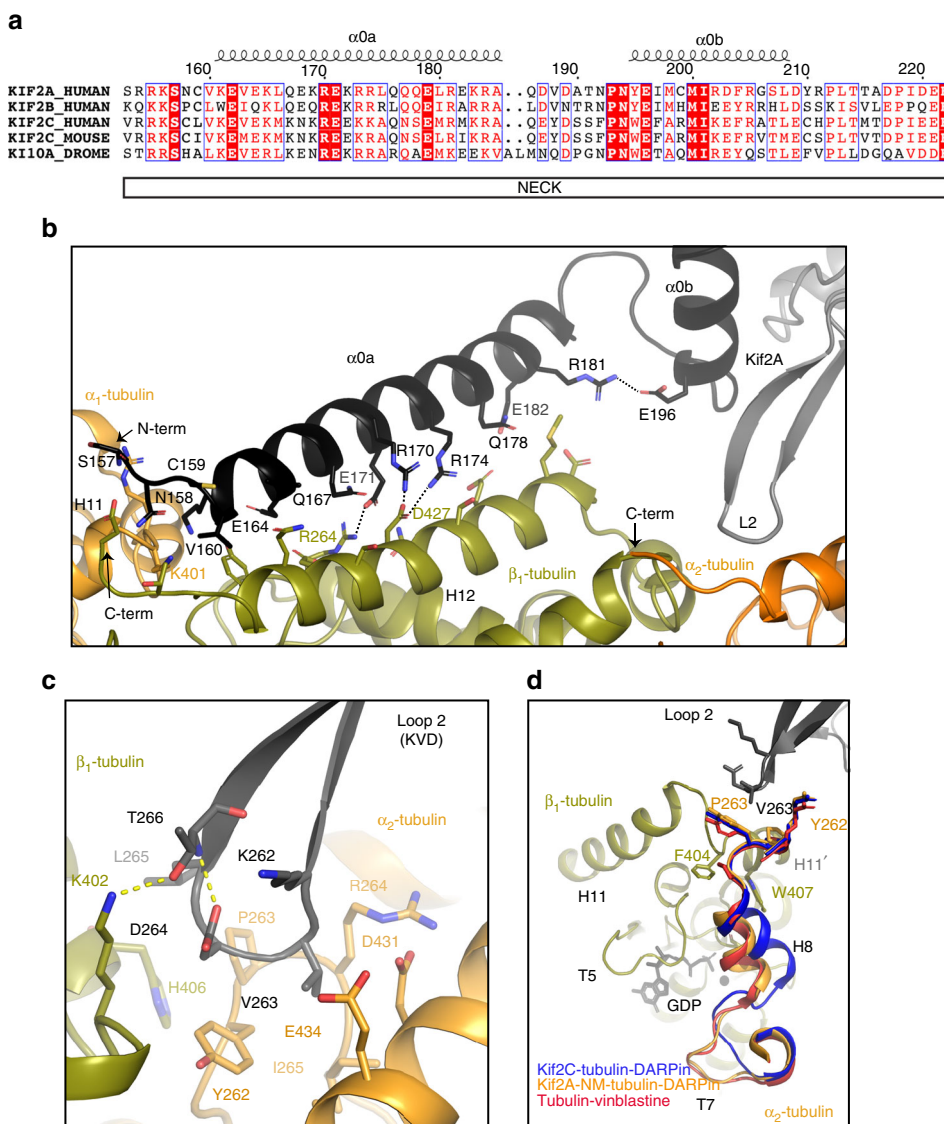 a
α0a α0b
160 170 180 190 200 210 220
KIF2A_HUMAN SRRKSNCVKEVEKLQEKREKRRLQQQELREKRA..QDVDATNPNYEIMCMIRDFRGSLDYRPLTTADPIDE
KIF2B_HUMAN KQKKSPCLWEIQKLQEQREKRRRLQQEIRARRA..LDVNTRNPNYEIMHMIEEYRRHLDSSKISVLEPPQE
KIF2C_HUMAN VRRKSCLVKEVEKMKNKREEKKAQNSEMRMKRA..QEYDSSFPNWEFARMIKEFRATLECHPLTMTDPIEE
KIF2C_MOUSE VRRKSCIVKEMEKMKNKREEKRAQNSELRIKRA..QEYDSSFPNWEFARMIKEFRVTMECSPLTVTDPIEE
KI10A_DROME STRRSHALKEVERLKENREKRRARQAEMKEEKVALMNQDPGNPNWETAQMIREYQSTLEFVPLLDGQAVDD
NECK
b
α0b
α0a
Kif2A
R181
E196
E182
Q178
α1-tubulin
N-term
S157
C159
R170
R174
E171
Q167
H11
N158
E164
D427
R264
V160
K401
C-term
L2
C-term
β1-tubulin
α2-tubulin
H12
c
Loop 2
(KVD)
β1-tubulin
T266
α2-tubulin
L265
K262
K402
R264
P263
D264
D431
H406
V263
E434
I265
Y262
d
Loop 2
P263
V263
Y262
β1-tubulin
F404
H11′
H11
W407
H8
T5
GDP
Kif2C-tubulin-DARPin
Kif2A-NM-tubulin-DARPin
Tubulin-vinblastine
T7
α2-tubulin